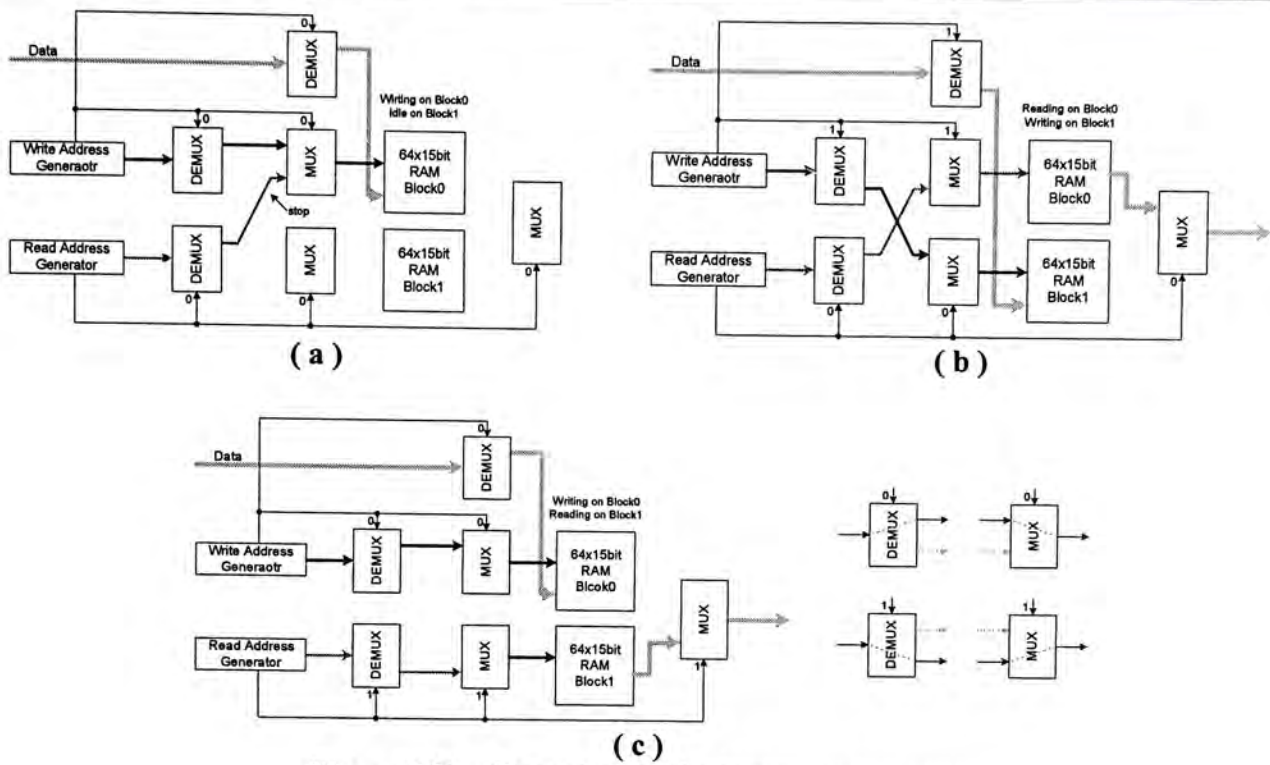 0
DEMUX
Data
Wirting on Block0
Idle on Block1
0
0
Write Address
Generaotr
DEMUX
MUX
64x15bit
RAM
Block0
stop
MUX
0
Read Address
Generator
DEMUX
MUX
64x15bit
RAM
Block1
0
0
( a )
1
DEMUX
Data
Reading on Block0
Writing on Block1
1
1
Write Address
Generaotr
DEMUX
MUX
64x15bit
RAM
Block0
MUX
0
Read Address
Generator
DEMUX
MUX
64x15bit
RAM
Block1
0
0
( b )
0
DEMUX
Data
Writing on Block0
Reading on Block1
0
0
Write Address
Generaotr
DEMUX
MUX
64x15bit
RAM
Blcok0
MUX
1
Read Address
Generator
DEMUX
MUX
64x15bit
RAM
Block1
1
1
( c )
0
DEMUX
0
MUX
1
DEMUX
1
MUX